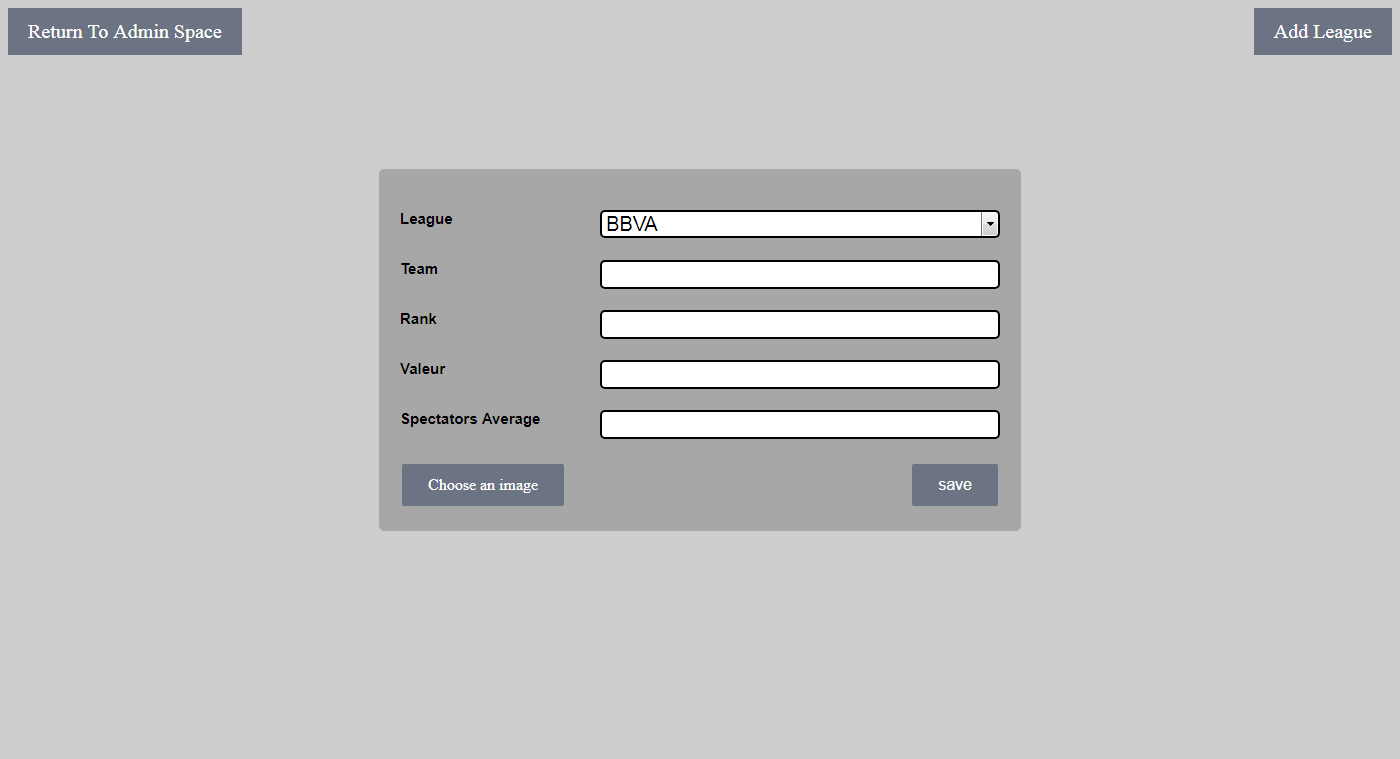 Return To Admin Space
Add League
League
BBVA
Team
Rank
Valeur
Spectators Average
Choose an image
save